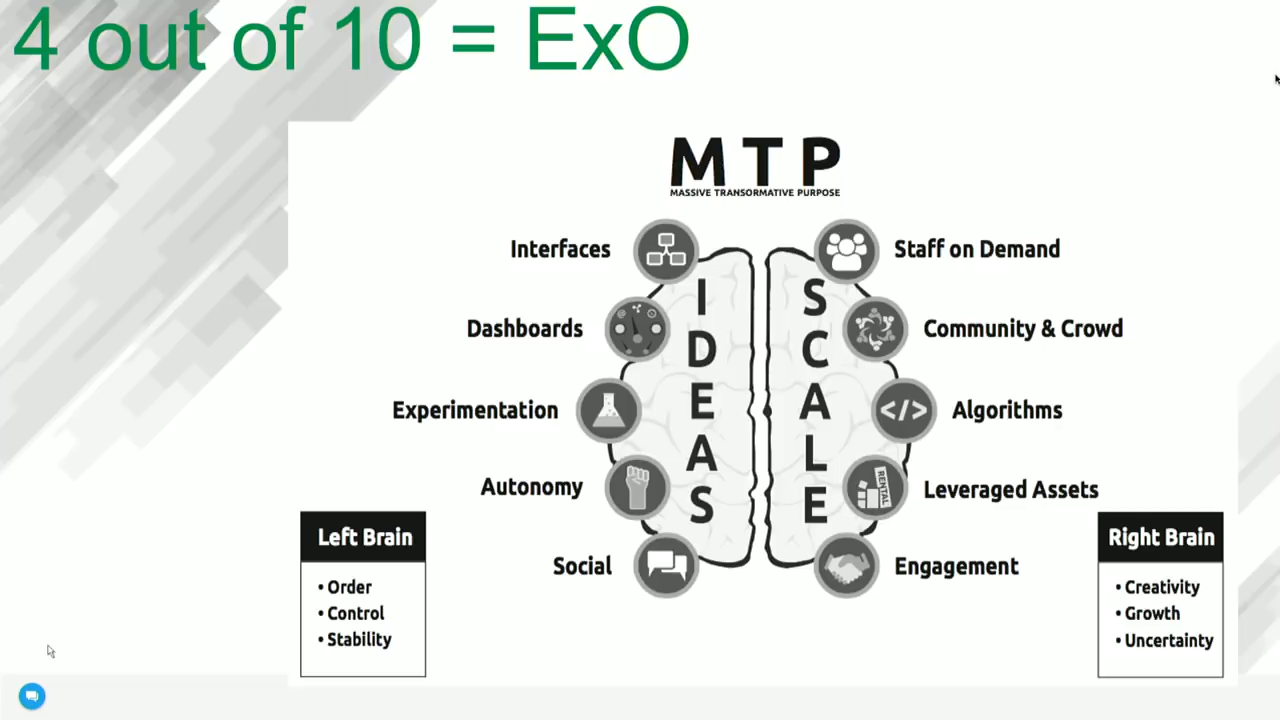 4 out of 10 = ExO
MTP
MASSIVE TRANSORMATIVE PURPOSE
Interfaces
Dashboards
Experimentation
Autonomy
Social
IDEAS
SCALE
Staff on Demand
Community & Crowd
</>
Algorithms
RENTAL
Leveraged Assets
Engagement
Left Brain
• Order
• Control
• Stability
Right Brain
• Creativity
• Growth
• Uncertainty